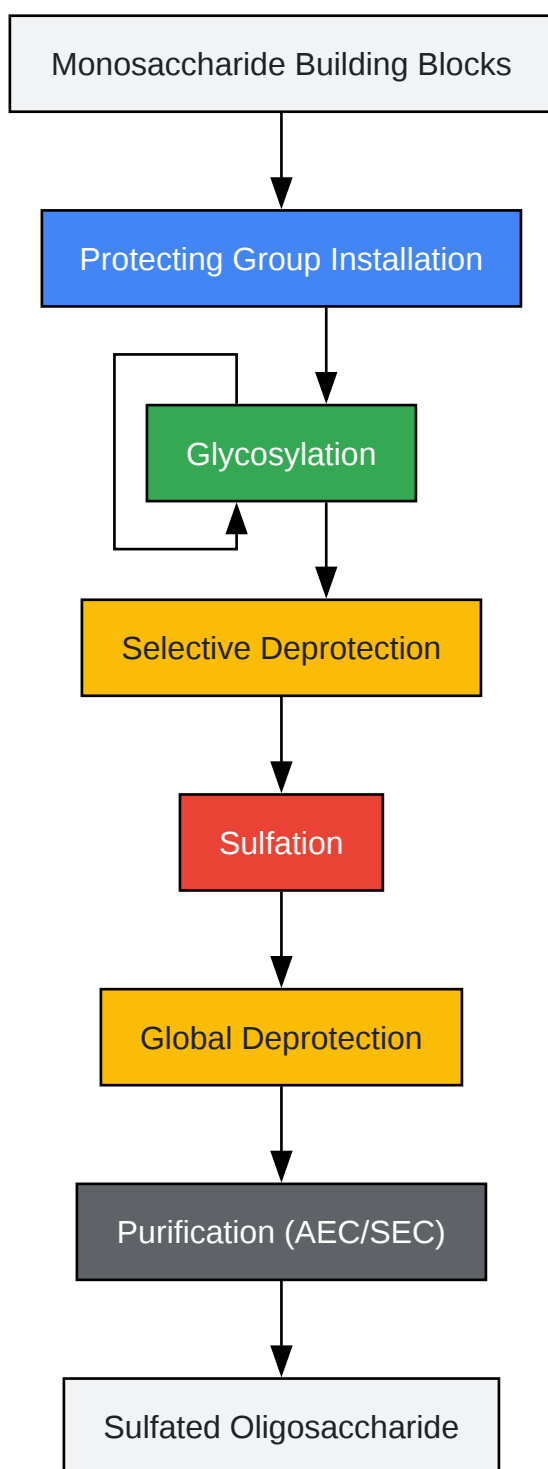 Monosaccharide Building Blocks
Protecting Group Installation
Glycosylation
Selective Deprotection
Sulfation
Global Deprotection
Purification (AEC/SEC)
Sulfated Oligosaccharide